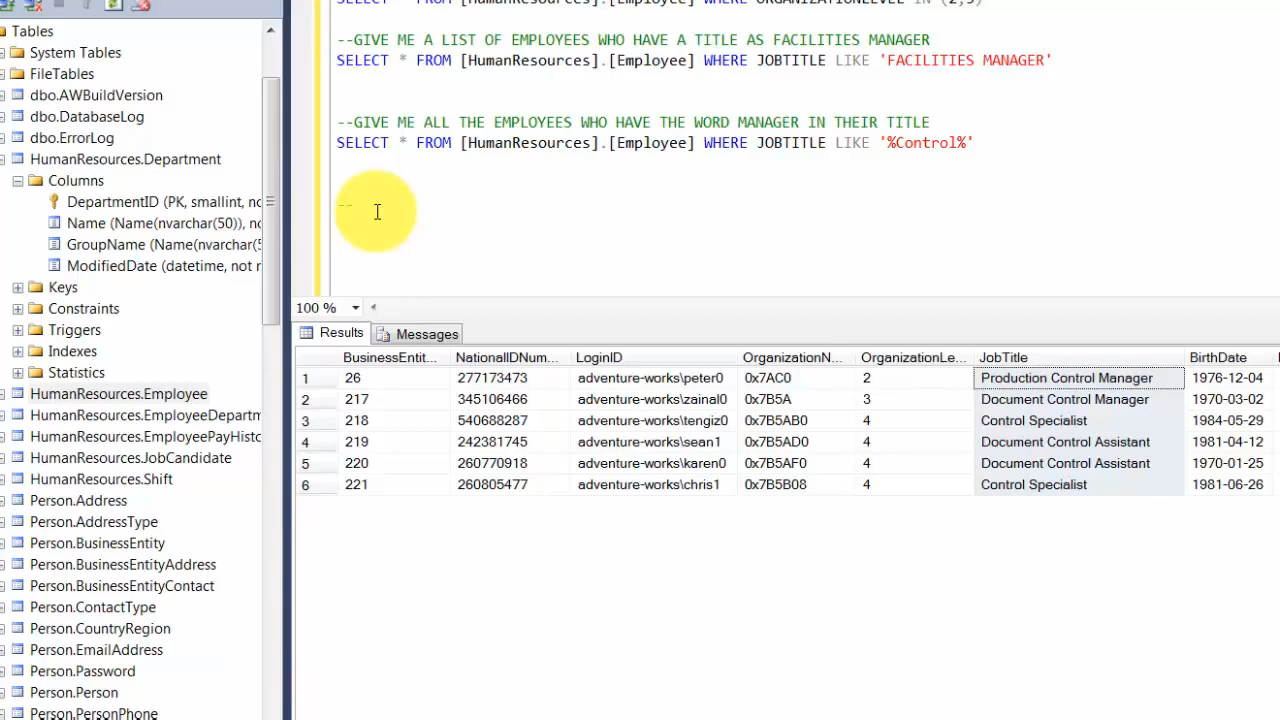 Tables
System Tables
FileTables
dbo.AWBuildVersion
dbo.DatabaseLog
dbo.ErrorLog
HumanResources.Department
Columns
DepartmentID (PK, smallint, no
Name (Name(nvarchar(50)), no
GroupName (Name(nvarchar(5
ModifiedDate (datetime, not r
Keys
Constraints
Triggers
Indexes
Statistics
HumanResources.Employee
HumanResources.EmployeeDepartm
HumanResources.EmployeePayHisto
HumanResources.JobCandidate
HumanResources.Shift
Person.Address
Person.AddressType
Person.BusinessEntity
Person.BusinessEntityAddress
Person.BusinessEntityContact
Person.ContactType
Person.CountryRegion
Person.EmailAddress
Person.Password
Person.Person
Person.PersonPhone
SELECT * FROM [HumanResources].[Employee] WHERE ORGANIZATIONLEVEL IN (2,3)
--GIVE ME A LIST OF EMPLOYEES WHO HAVE A TITLE AS FACILITIES MANAGER
SELECT * FROM [HumanResources].[Employee] WHERE JOBTITLE LIKE 'FACILITIES MANAGER'
--GIVE ME ALL THE EMPLOYEES WHO HAVE THE WORD MANAGER IN THEIR TITLE
SELECT * FROM [HumanResources].[Employee] WHERE JOBTITLE LIKE '%Control%'
--
100 %
Results Messages
BusinessEntit... NationalIDNum... LoginID OrganizationN... OrganizationLe... JobTitle BirthDate
1 26 277173473 adventure-works\peter0 0x7AC0 2 Production Control Manager 1976-12-04
2 217 345106466 adventure-works\zainal0 0x7B5A 3 Document Control Manager 1970-03-02
3 218 540688287 adventure-works\tengiz0 0x7B5AB0 4 Control Specialist 1984-05-29
4 219 242381745 adventure-works\sean1 0x7B5AD0 4 Document Control Assistant 1981-04-12
5 220 260770918 adventure-works\karen0 0x7B5AF0 4 Document Control Assistant 1970-01-25
6 221 260805477 adventure-works\chris1 0x7B5B08 4 Control Specialist 1981-06-26